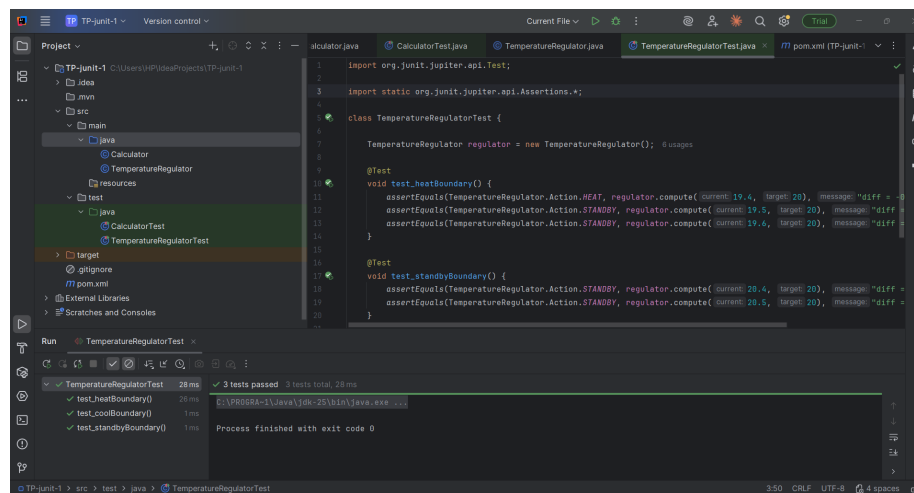 TP TP-junit-1 Version control Current File Trial
Project alculator.java CalculatorTest.java TemperatureRegulator.java TemperatureRegulatorTest.java pom.xml (TP-junit-1)
TP-junit-1 C:\Users\HP\IdeaProjects\TP-junit-1
.idea
.mvn
src
main
java
Calculator
TemperatureRegulator
resources
test
java
CalculatorTest
TemperatureRegulatorTest
target
.gitignore
pom.xml
External Libraries
Scratches and Consoles
1 import org.junit.jupiter.api.Test;
2
3 import static org.junit.jupiter.api.Assertions.*;
4
5 class TemperatureRegulatorTest {
6
7 TemperatureRegulator regulator = new TemperatureRegulator(); 6 usages
8
9 @Test
10 void test_heatBoundary() {
11 assertEquals(TemperatureRegulator.Action.HEAT, regulator.compute( current: 19.4, target: 20), message: "diff = -0
12 assertEquals(TemperatureRegulator.Action.STANDBY, regulator.compute( current: 19.5, target: 20), message: "diff =
13 assertEquals(TemperatureRegulator.Action.STANDBY, regulator.compute( current: 19.6, target: 20), message: "diff =
14 }
15
16 @Test
17 void test_standbyBoundary() {
18 assertEquals(TemperatureRegulator.Action.STANDBY, regulator.compute( current: 20.4, target: 20), message: "diff =
19 assertEquals(TemperatureRegulator.Action.STANDBY, regulator.compute( current: 20.5, target: 20), message: "diff =
20 }
Run TemperatureRegulatorTest
TemperatureRegulatorTest 28 ms
test_heatBoundary() 26 ms
test_coolBoundary() 1 ms
test_standbyBoundary() 1 ms
3 tests passed 3 tests total, 28 ms
C:\PROGRA~1\Java\jdk-25\bin\java.exe ...
Process finished with exit code 0
TP-junit-1 > src > test > java > TemperatureRegulatorTest 3:50 CRLF UTF-8 4 spaces